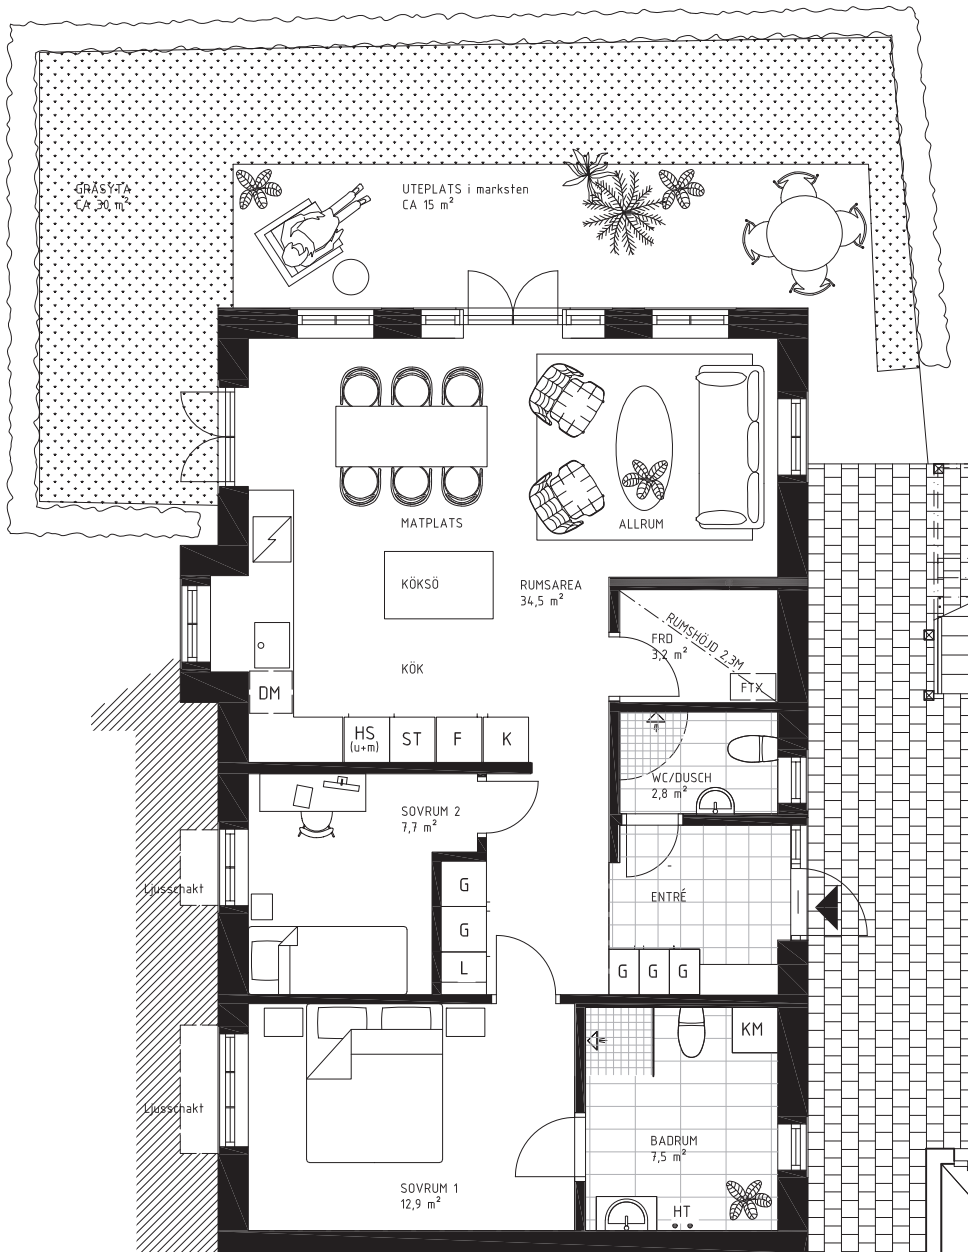 GRÄSYTA
CA 30 m²
UTEPLATS i marksten
CA 15 m²
MATPLATS
ALLRUM
KÖKSÖ
RUMSAREA
34,5 m²
RUMSHÖJD 2,3M
FRD
3,2 m²
FTX
KÖK
DM
HS
(u+m)
ST
F
K
WC/DUSCH
2,8 m²
SOVRUM 2
7,7 m²
Ljusschakt
G
G
L
ENTRÉ
G
G
G
KM
Ljusschakt
BADRUM
7,5 m²
SOVRUM 1
12,9 m²
HT